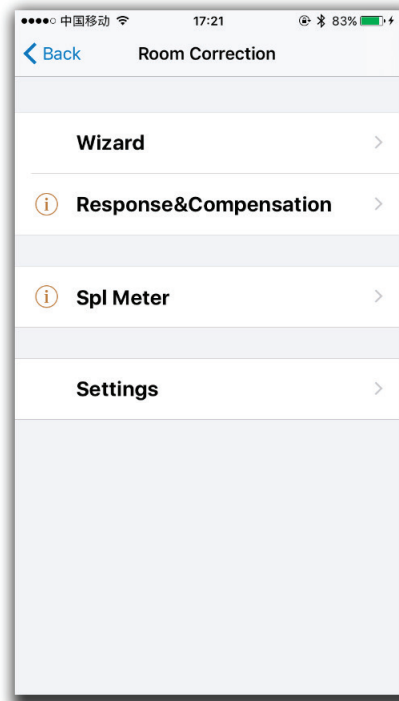 中国移动 17:21 83%
Back Room Correction
Wizard
Response&Compensation
Spl Meter
Settings